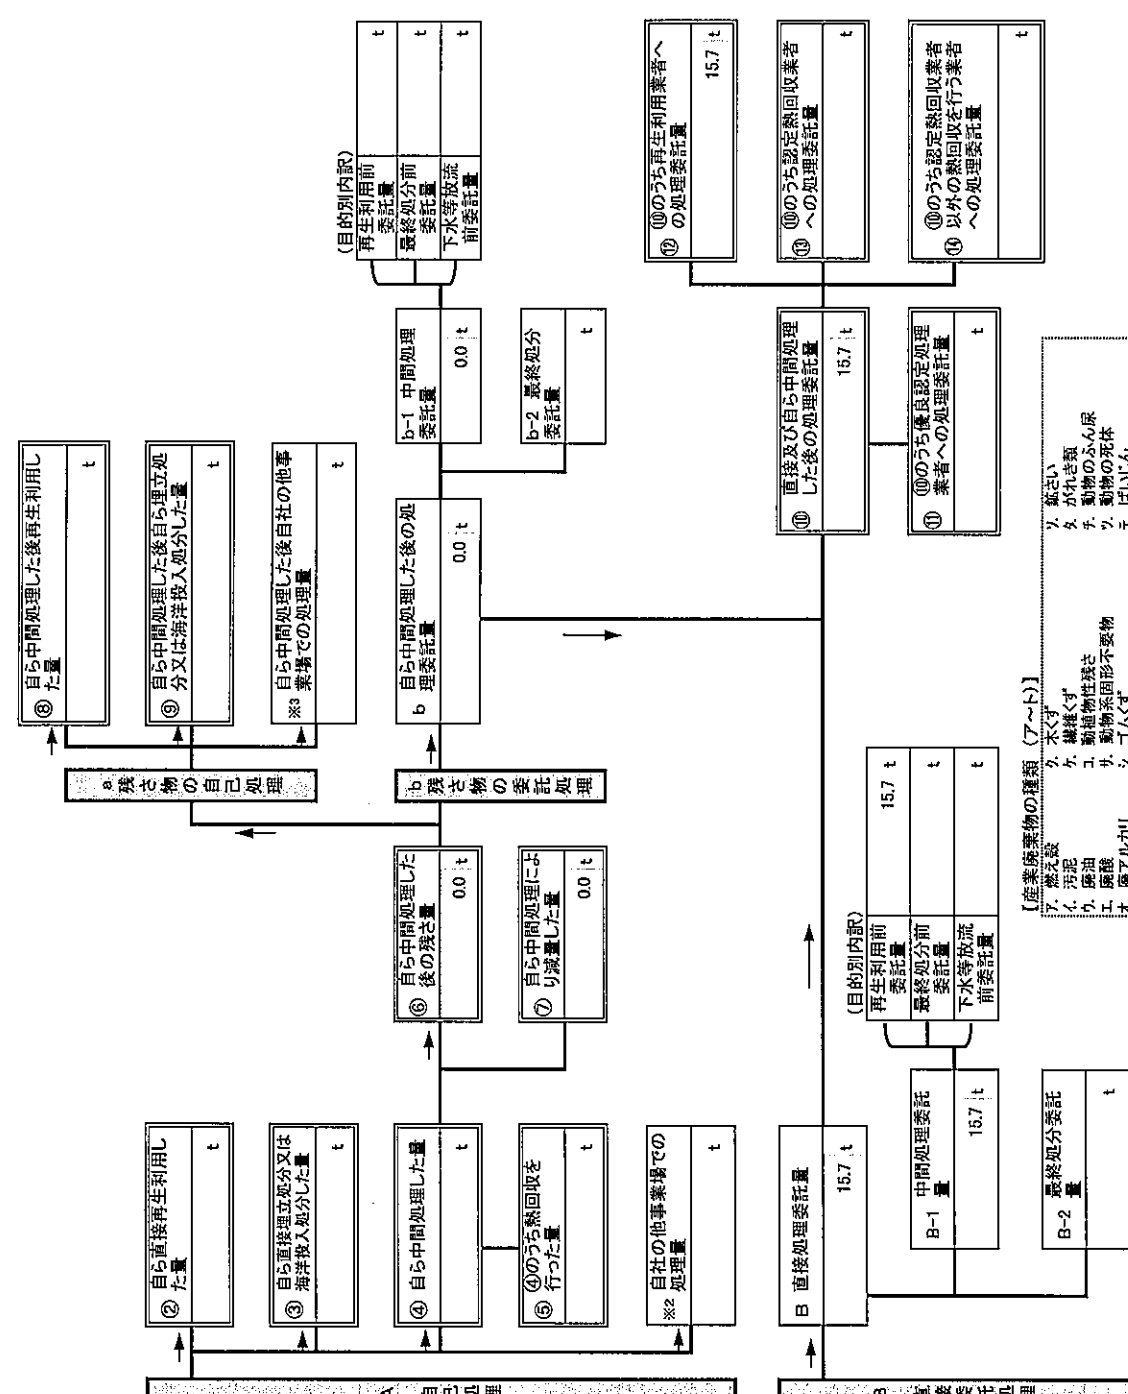 ② 自ら直接再生利用し
た量
t
③ 自ら直接埋立処分又は
海洋投入処分した量
t
④ 自ら中間処理した量
t
⑤ ④のうち熱回収を
行った量
t
※2 自社の他事業場での
処理量
t
B 直接処理委託量
15.7 t
B-1 中間処理委託
量
15.7 t
B-2 最終処分委託
量
t
(目的別内訳)
再生利用前
委託量
15.7 t
最終処分前
委託量
t
下水等放流
前委託量
t
⑥ 自ら中間処理した
後の残さ量
0.0 t
⑦ 自ら中間処理によ
り減量した量
0.0 t
a 残さ物の自己処理
b 残さ物の委託処理
⑧ 自ら中間処理した後再生利用し
た量
t
⑨ 自ら中間処理した後自ら埋立処
分又は海洋投入処分した量
t
※3 自ら中間処理した後自社の他事
業場での処理量
t
b 自ら中間処理した後の処
理委託量
0.0 t
b-1 中間処理
委託量
0.0 t
b-2 最終処分
委託量
t
(目的別内訳)
再生利用前
委託量
t
最終処分前
委託量
t
下水等放流
前委託量
t
⑩ 直接及び自ら中間処理
した後の処理委託量
15.7 t
⑪ ⑩のうち優良認定処理
業者への処理委託量
t
⑫ ⑩のうち再生利用業者へ
の処理委託量
15.7 t
⑬ ⑩のうち認定熱回収業者
への処理委託量
t
⑭ ⑩のうち認定熱回収業者
以外の熱回収を行う業者
への処理委託量
t
【産業廃棄物の種類 (ア~ト)】
ア. 燃え殻
イ. 汚泥
ウ. 廃油
エ. 廃酸
オ. 廃アルカリ
ク. 木くず
ケ. 繊維くず
コ. 動植物性残さ
サ. 動物系固形不要物
シ. ゴムくず
ソ. 鉱さい
タ. がれき類
チ. 動物のふん尿
ツ. 動物の死体
テ. ばいじん